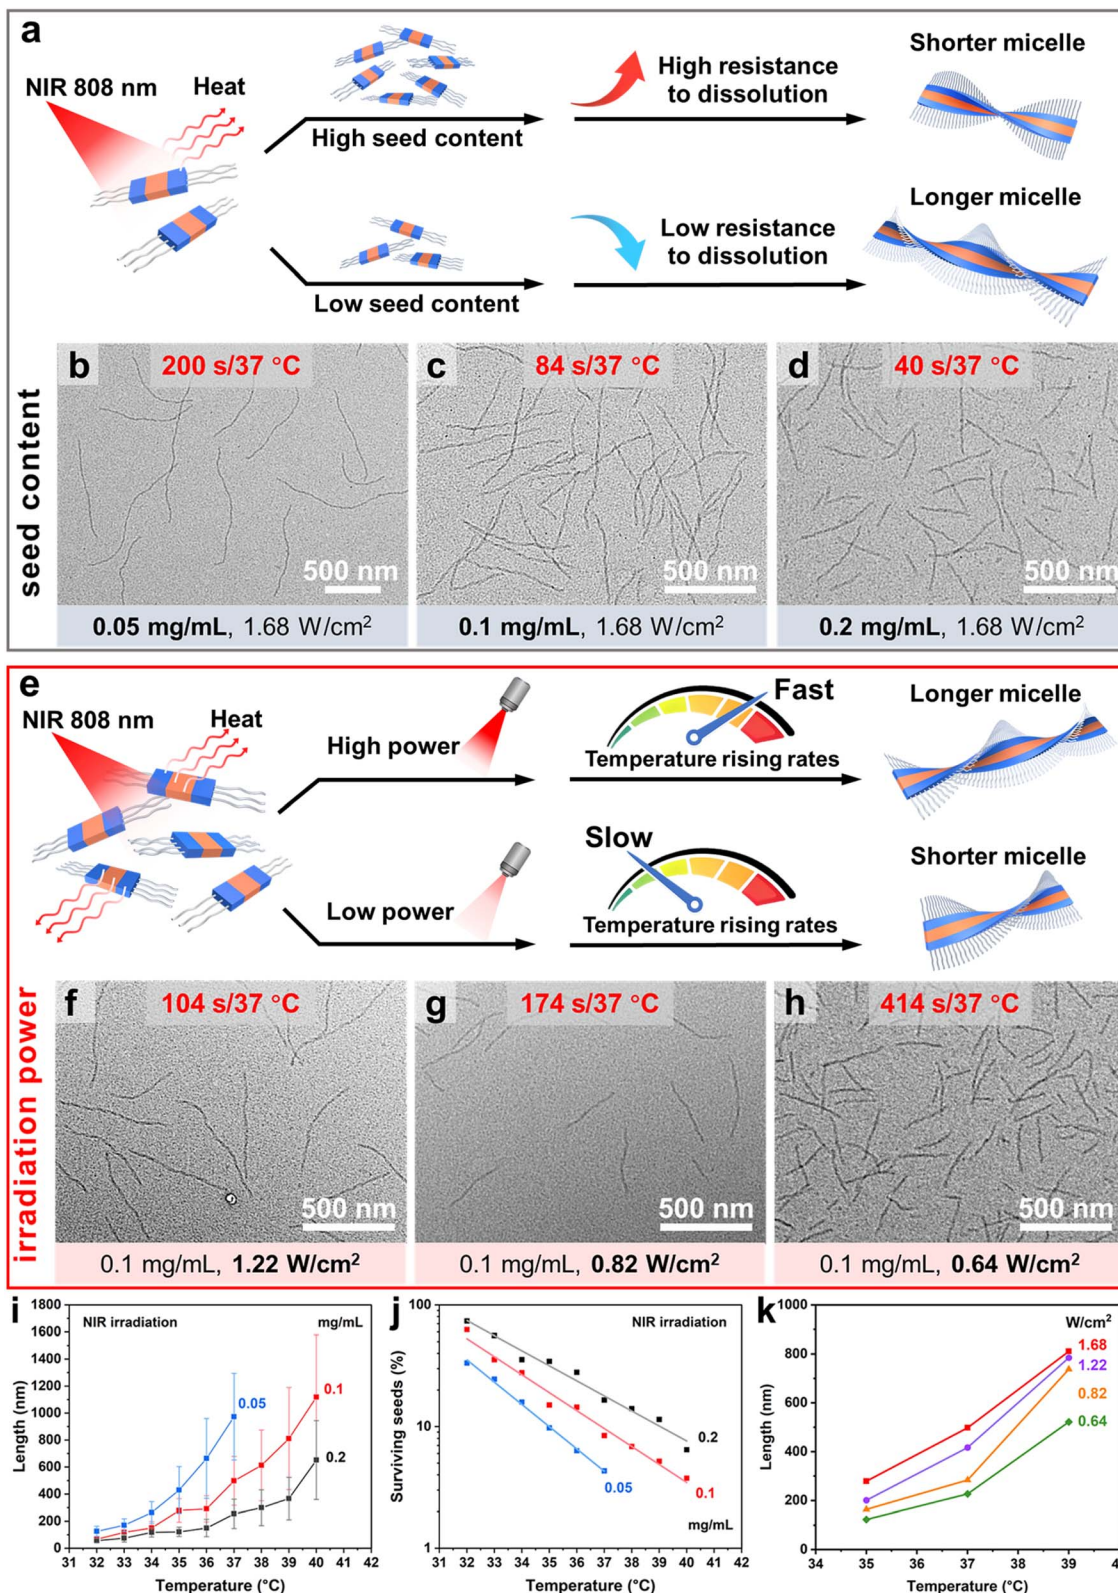 a
NIR 808 nm
Heat
High seed content
High resistance
to dissolution
Shorter micelle
Low seed content
Low resistance
to dissolution
Longer micelle
seed content
b
200 s/37 °C
500 nm
0.05 mg/mL, 1.68 W/cm²
c
84 s/37 °C
500 nm
0.1 mg/mL, 1.68 W/cm²
d
40 s/37 °C
500 nm
0.2 mg/mL, 1.68 W/cm²
e
NIR 808 nm
Heat
High power
Fast
Temperature rising rates
Longer micelle
Low power
Slow
Temperature rising rates
Shorter micelle
irradiation power
f
104 s/37 °C
500 nm
0.1 mg/mL, 1.22 W/cm²
g
174 s/37 °C
500 nm
0.1 mg/mL, 0.82 W/cm²
h
414 s/37 °C
500 nm
0.1 mg/mL, 0.64 W/cm²
i
NIR irradiation
mg/mL
0.05
0.1
0.2
Length (nm)
1800
1600
1400
1200
1000
800
600
400
200
0
31 32 33 34 35 36 37 38 39 40 41 42
Temperature (°C)
j
NIR irradiation
Surviving seeds (%)
100
10
1
0.2
0.1
0.05
mg/mL
31 32 33 34 35 36 37 38 39 40 41 42
Temperature (°C)
k
W/cm²
1.68
1.22
0.82
0.64
Length (nm)
1000
800
600
400
200
0
34 35 36 37 38 39
Temperature (°C)